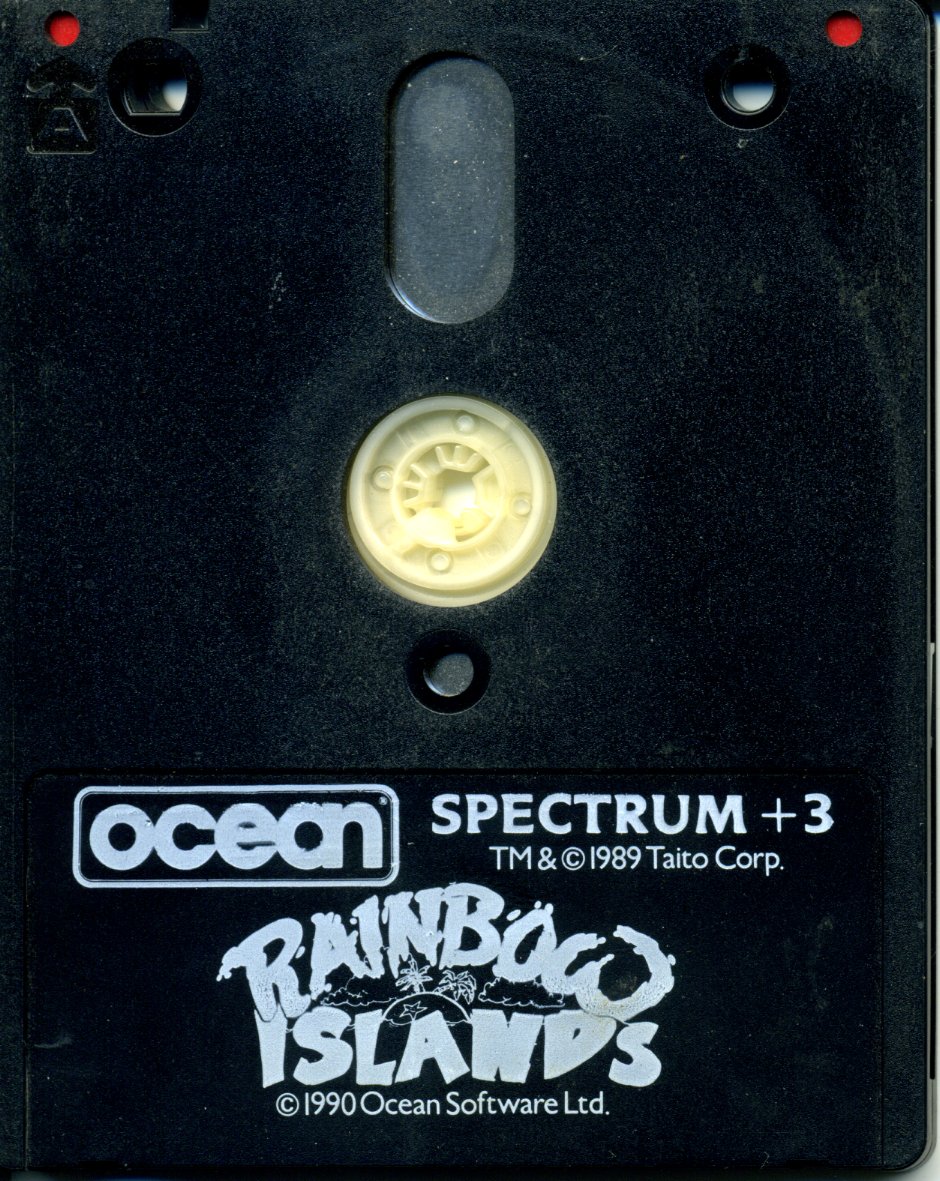 A
ocean
SPECTRUM +3
TM & © 1989 Taito Corp.
RAINBOW
ISLANDS
© 1990 Ocean Software Ltd.